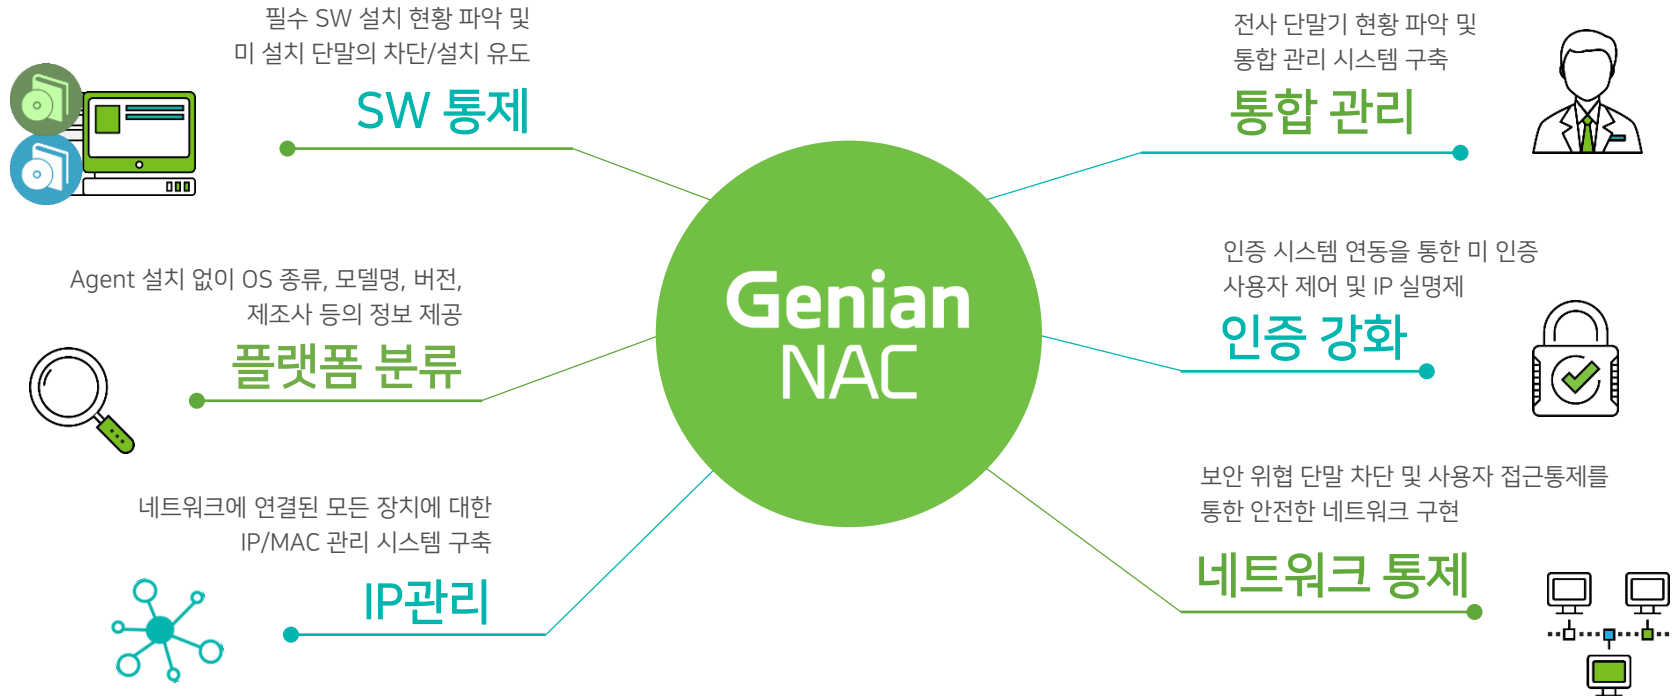 필수 SW 설치 현황 파악 및
미 설치 단말의 차단/설치 유도
SW 통제
Agent 설치 없이 OS 종류, 모델명, 버전,
제조사 등의 정보 제공
플랫폼 분류
네트워크에 연결된 모든 장치에 대한
IP/MAC 관리 시스템 구축
IP관리
Genian
NAC
전사 단말기 현황 파악 및
통합 관리 시스템 구축
통합 관리
인증 시스템 연동을 통한 미 인증
사용자 제어 및 IP 실명제
인증 강화
보안 위협 단말 차단 및 사용자 접근통제를
통한 안전한 네트워크 구현
네트워크 통제